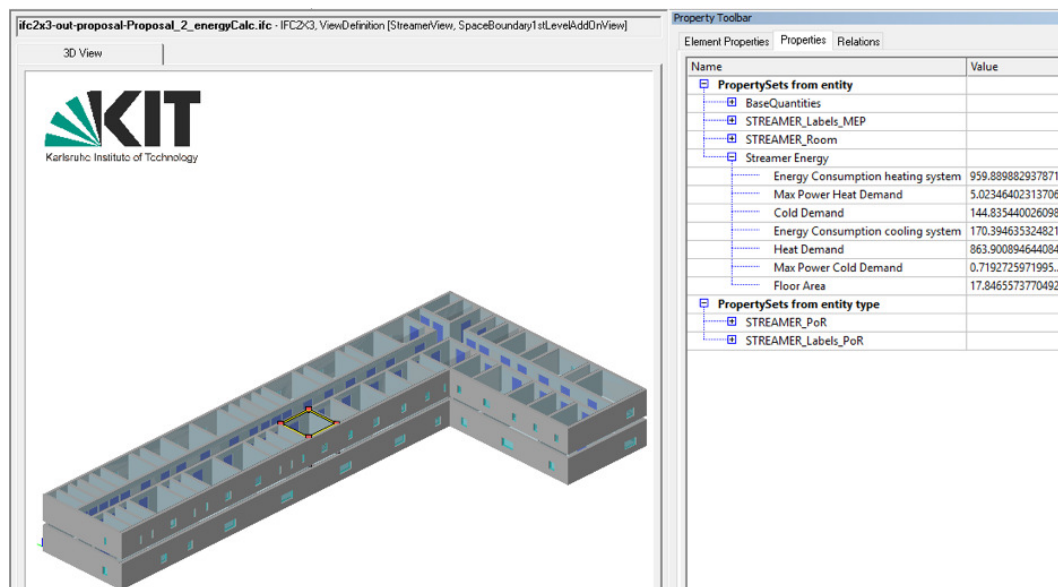 ifc2x3-out-proposal-Proposal_2_energyCalc.ifc - IFC2X3, ViewDefinition [StreamerView, SpaceBoundary1stLevelAddOnView]
3D View
KIT
Karlsruhe Institute of Technology
Property Toolbar
Element Properties Properties Relations
Name Value
PropertySets from entity
BaseQuantities
STREAMER_Labels_MEP
STREAMER_Room
Streamer Energy
Energy Consumption heating system 959.889882937871
Max Power Heat Demand 5.02346402313706
Cold Demand 144.835440026098
Energy Consumption cooling system 170.394635324821
Heat Demand 863.900894644084
Max Power Cold Demand 0.7192725971995...
Floor Area 17.8465573770492
PropertySets from entity type
STREAMER_PoR
STREAMER_Labels_PoR